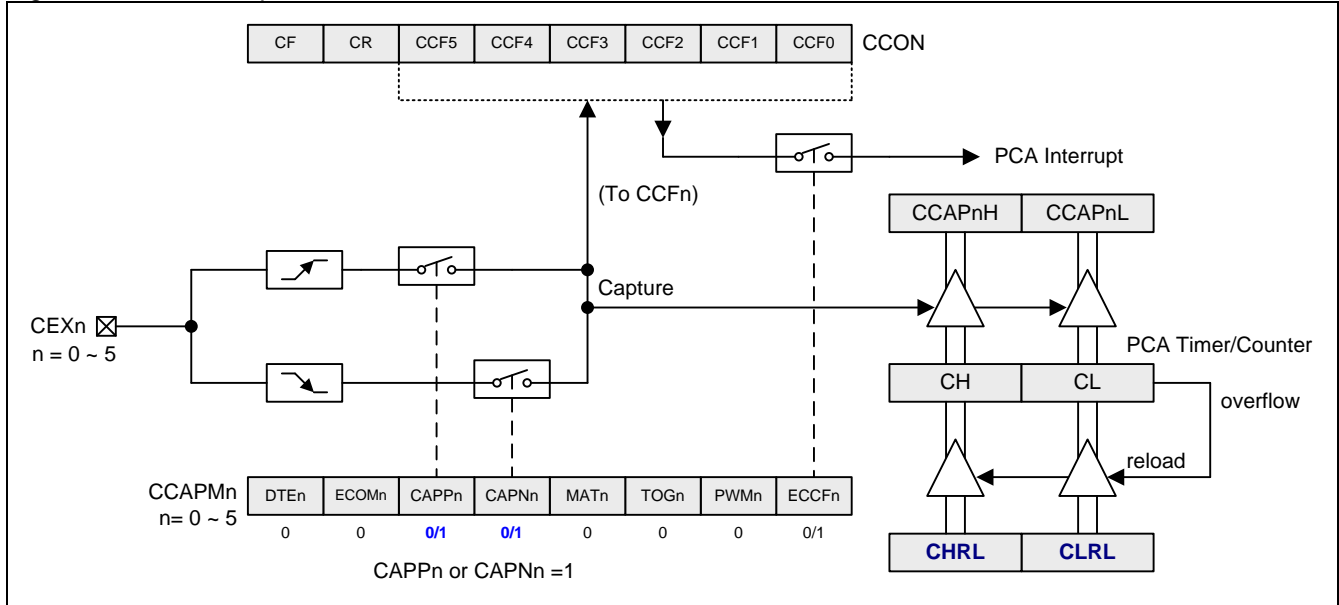 CF CR CCF5 CCF4 CCF3 CCF2 CCF1 CCF0 CCON
PCA Interrupt
(To CCFn)
CCAPnH CCAPnL
Capture
CEXn
n = 0 ~ 5
PCA Timer/Counter
CH CL
overflow
reload
CCAPMn
n= 0 ~ 5
DTEn ECOMn CAPPn CAPNn MATn TOGn PWMn ECCFn
0 0 0/1 0/1 0 0 0 0/1
CHRL CLRL
CAPPn or CAPNn =1